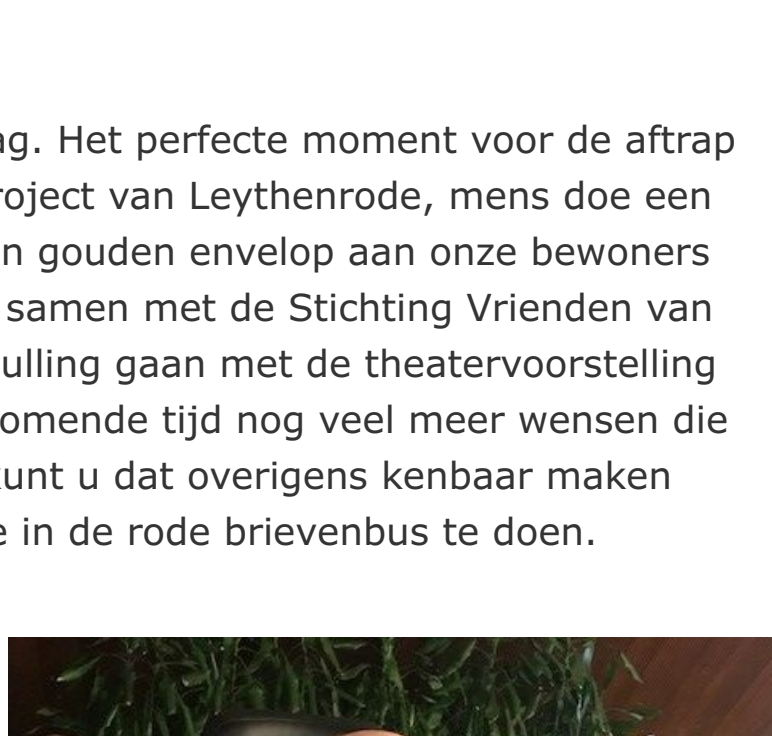 ag. Het perfecte moment voor de aftrap
roject van Leythenrode, mens doe een
n gouden envelop aan onze bewoners
samen met de Stichting Vrienden van
ulling gaan met de theatervoorstelling
omende tijd nog veel meer wensen die
kunt u dat overigens kenbaar maken
e in de rode brievenbus te doen.